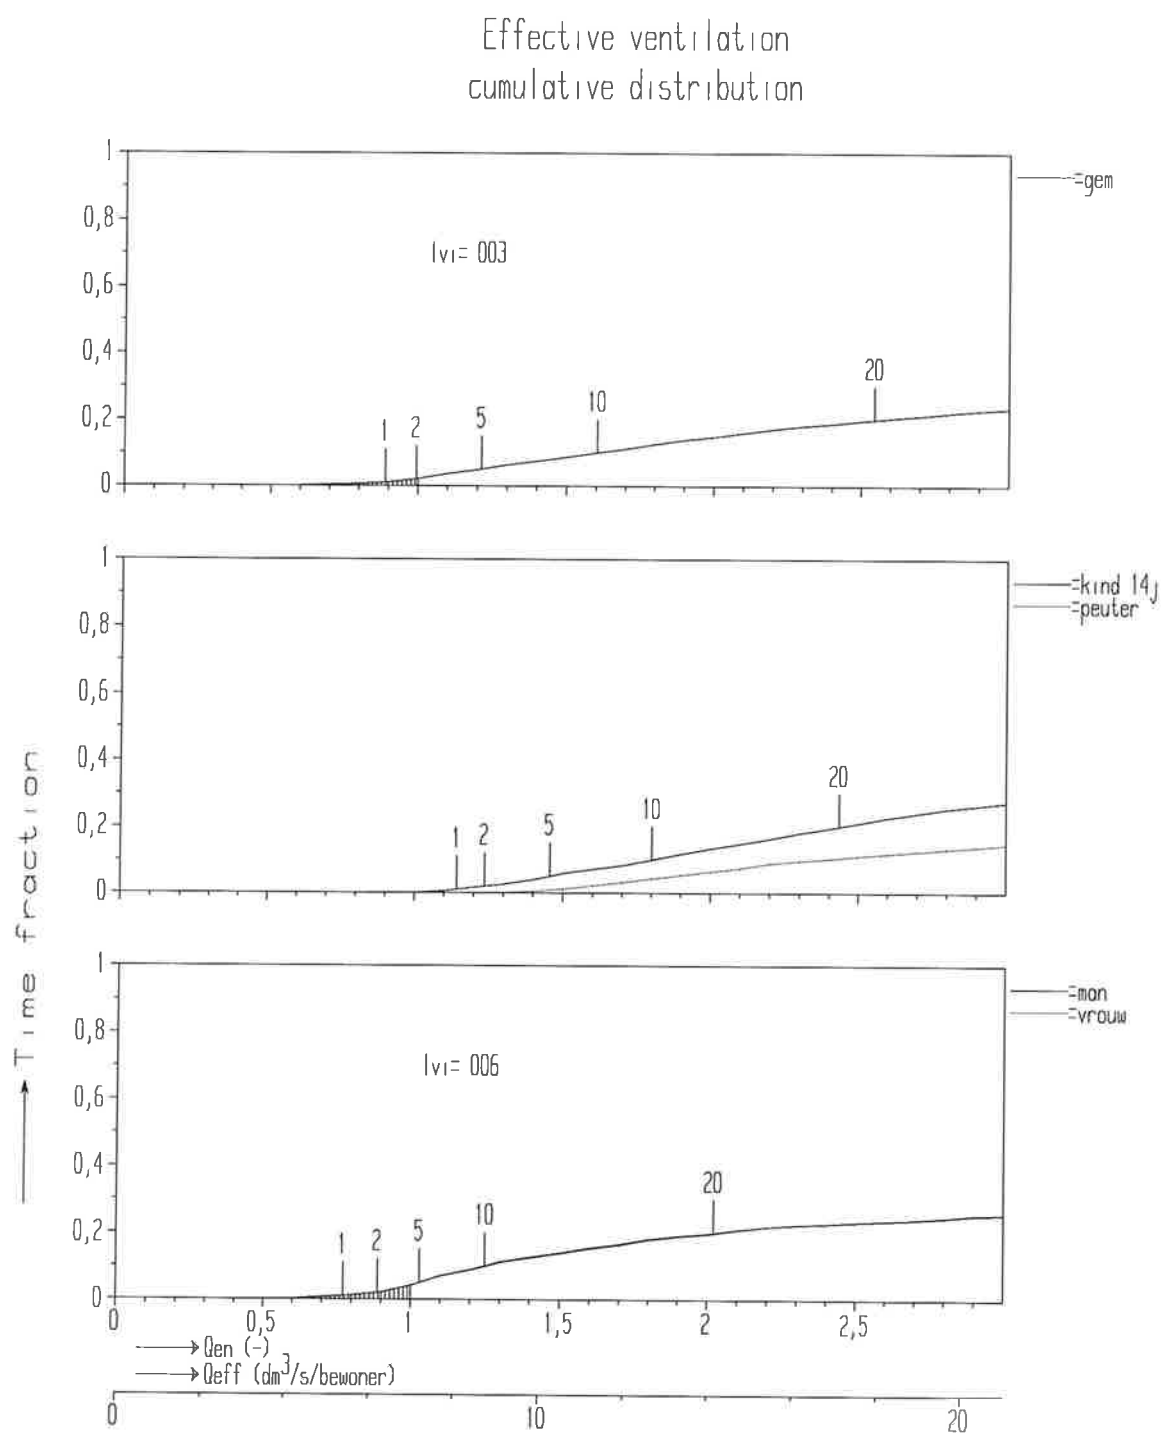 Effective ventilation
cumulative distribution
1
0,8
0,6
0,4
0,2
0
lvi= 003
1 2 5 10 20
=gem
1
0,8
0,6
0,4
0,2
0
1 2 5 10 20
=kind 14j
=peuter
Time fraction
1
0,8
0,6
0,4
0,2
0
lvi= 006
1 2 5 10 20
=man
=vrouw
0 0,5 1 1,5 2 2,5
Qen (-)
Qeff (dm³/s/bewoner)
0 10 20